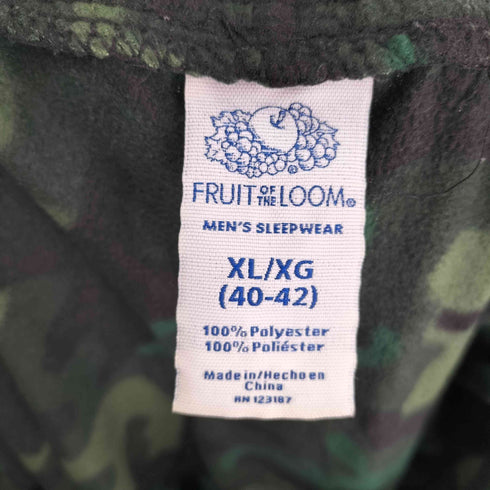 FRUIT OF THE LOOM®
MEN'S SLEEPWEAR
XL/XG
(40-42)
100% Polyester
100% Poliéster
Made in/Hecho en
China
RN 123187